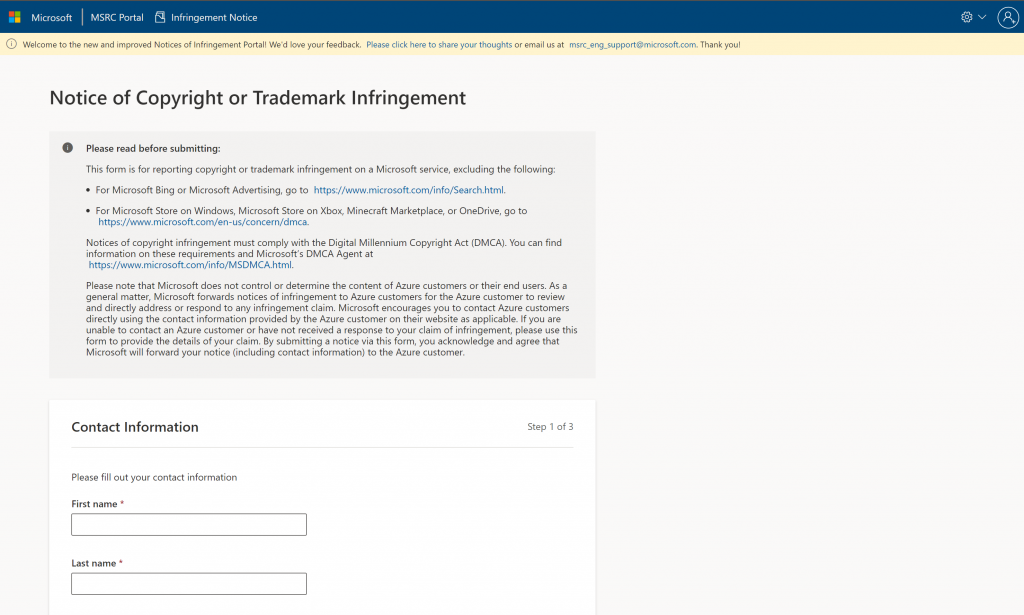 Microsoft MSRC Portal Infringement Notice
Welcome to the new and improved Notices of Infringement Portal! We'd love your feedback. Please click here to share your thoughts or email us at msrc_eng_support@microsoft.com. Thank you!
Notice of Copyright or Trademark Infringement
Please read before submitting:
This form is for reporting copyright or trademark infringement on a Microsoft service, excluding the following:
• For Microsoft Bing or Microsoft Advertising, go to https://www.microsoft.com/info/Search.html.
• For Microsoft Store on Windows, Microsoft Store on Xbox, Minecraft Marketplace, or OneDrive, go to
https://www.microsoft.com/en-us/concern/dmca.
Notices of copyright infringement must comply with the Digital Millennium Copyright Act (DMCA). You can find
information on these requirements and Microsoft's DMCA Agent at
https://www.microsoft.com/info/MSDMCA.html.
Please note that Microsoft does not control or determine the content of Azure customers or their end users. As a
general matter, Microsoft forwards notices of infringement to Azure customers for the Azure customer to review
and directly address or respond to any infringement claim. Microsoft encourages you to contact Azure customers
directly using the contact information provided by the Azure customer on their website as applicable. If you are
unable to contact an Azure customer or have not received a response to your claim of infringement, please use this
form to provide the details of your claim. By submitting a notice via this form, you acknowledge and agree that
Microsoft will forward your notice (including contact information) to the Azure customer.
Contact Information
Step 1 of 3
Please fill out your contact information
First name *
Last name *